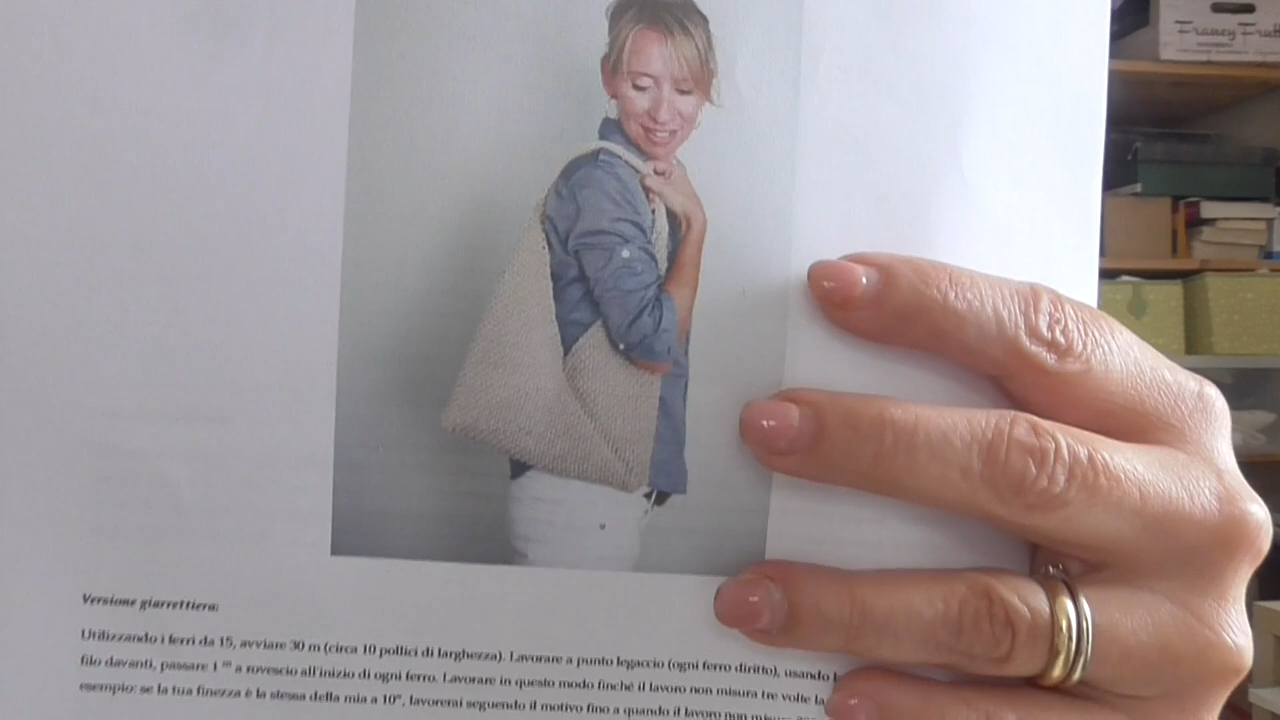 Francy Frutt
Versione giarrettiera:
Utilizzando i ferri da 15, avviare 30 m (circa 10 pollici di larghezza). Lavorare a punto legaccio (ogni ferro diritto), usando
filo davanti, passare 1 m a rovescio all'inizio di ogni ferro. Lavorare in questo modo finché il lavoro non misura tre volte la
esempio: se la tua finezza è la stessa della mia a 10", lavorerai seguendo il motivo fino a quando il lavoro non